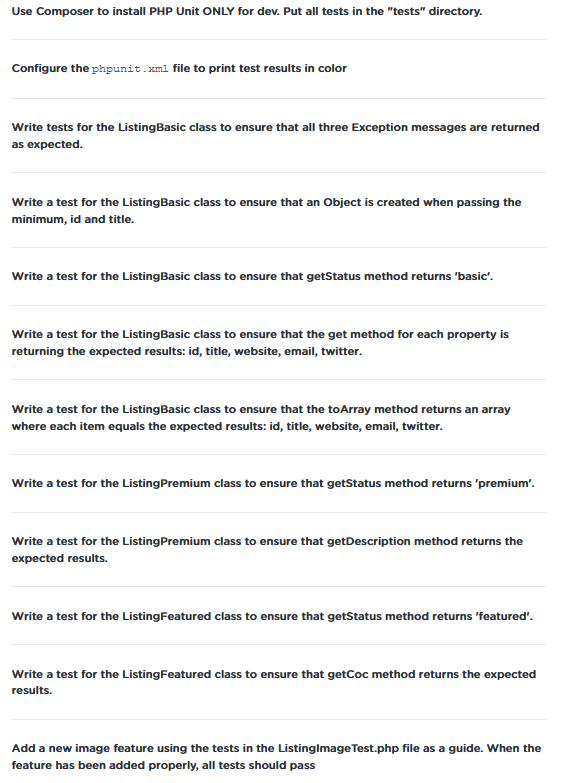 Use Composer to install PHP Unit ONLY for dev. Put all tests in the "tests" directory.
Configure the phpunit.xml file to print test results in color
Write tests for the ListingBasic class to ensure that all three Exception messages are returned
as expected.
Write a test for the ListingBasic class to ensure that an Object is created when passing the
minimum, id and title.
Write a test for the ListingBasic class to ensure that getStatus method returns 'basic'.
Write a test for the ListingBasic class to ensure that the get method for each property is
returning the expected results: id, title, website, email, twitter.
Write a test for the ListingBasic class to ensure that the toArray method returns an array
where each item equals the expected results: id, title, website, email, twitter.
Write a test for the ListingPremium class to ensure that getStatus method returns 'premium'.
Write a test for the ListingPremium class to ensure that getDescription method returns the
expected results.
Write a test for the ListingFeatured class to ensure that getStatus method returns 'featured'.
Write a test for the ListingFeatured class to ensure that getCoc method returns the expected
results.
Add a new image feature using the tests in the ListingImageTest.php file as a guide. When the
feature has been added properly, all tests should pass